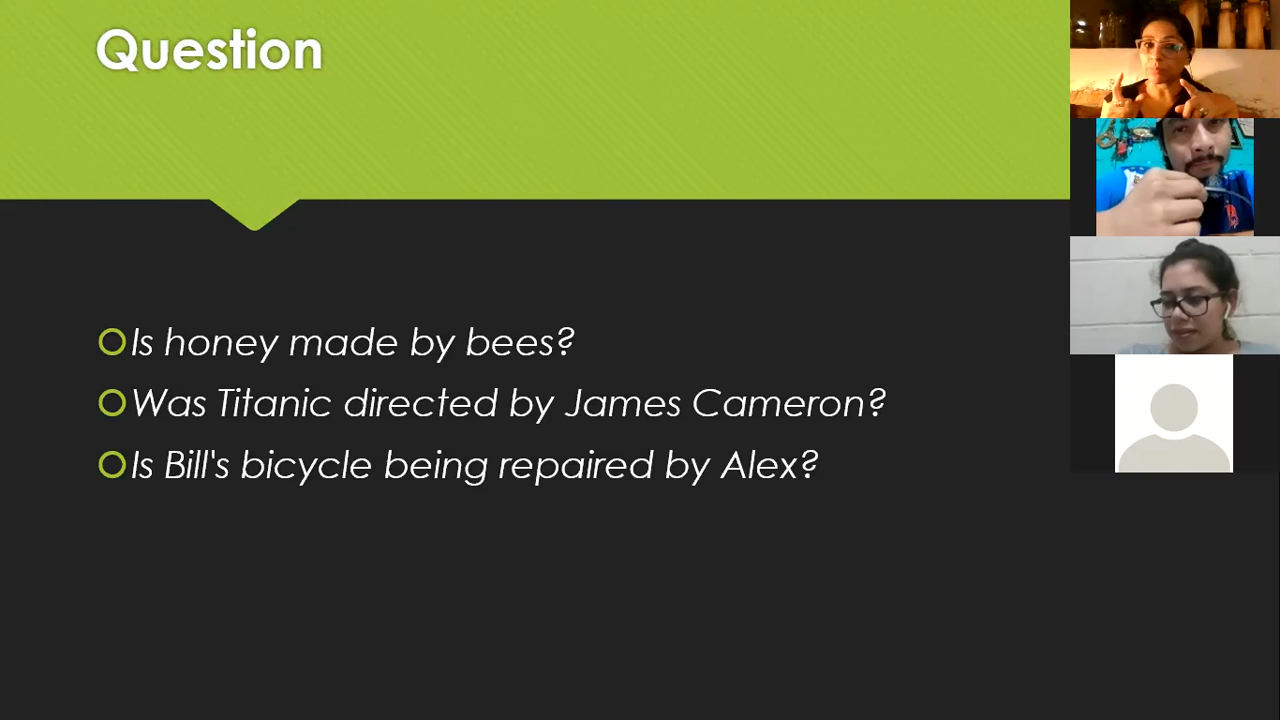 Question
Is honey made by bees?
Was Titanic directed by James Cameron?
Is Bill's bicycle being repaired by Alex?